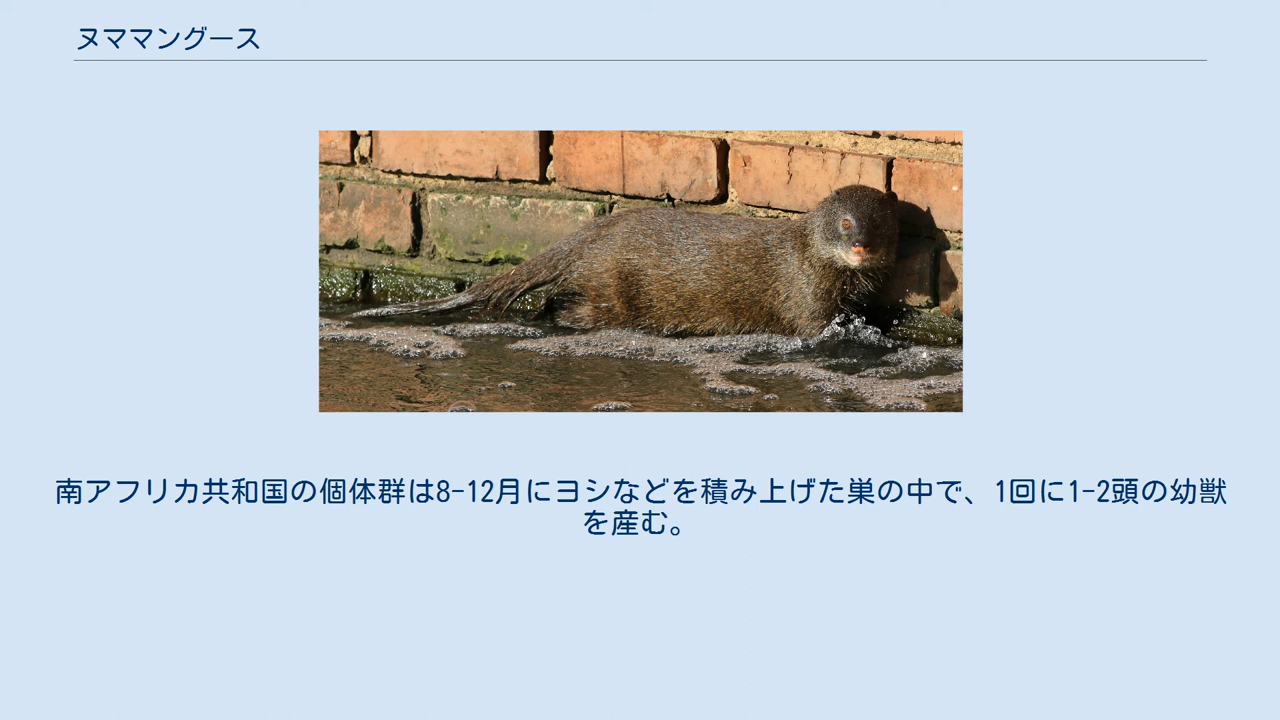 ヌママングース
南アフリカ共和国の個体群は8-12月にヨシなどを積み上げた巣の中で、1回に1-2頭の幼獣
を産む。